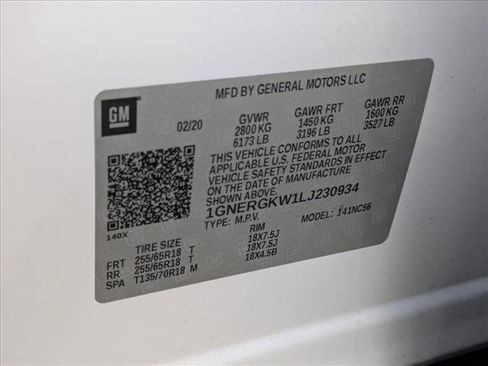 MFD BY GENERAL MOTORS LLC
GM
02/20
GVWR GAWR FRT GAWR RR
2800 KG 1450 KG 1600 KG
6173 LB 3196 LB 3527 LB
THIS VEHICLE CONFORMS TO ALL
APPLICABLE U.S. FEDERAL MOTOR
VEHICLE SAFETY STANDARDS IN EFFECT
ON THE DATE OF MANUFACTURE
SHOWN ABOVE.
1GNERGKW1LJ230934
TYPE: M.P.V. MODEL: 141NC56
140X
TIRE SIZE RIM
FRT 255/65R18 T 18X7.5J
RR 255/65R18 T 18X7.5J
SPA T135/70R18 M 18X4.5B